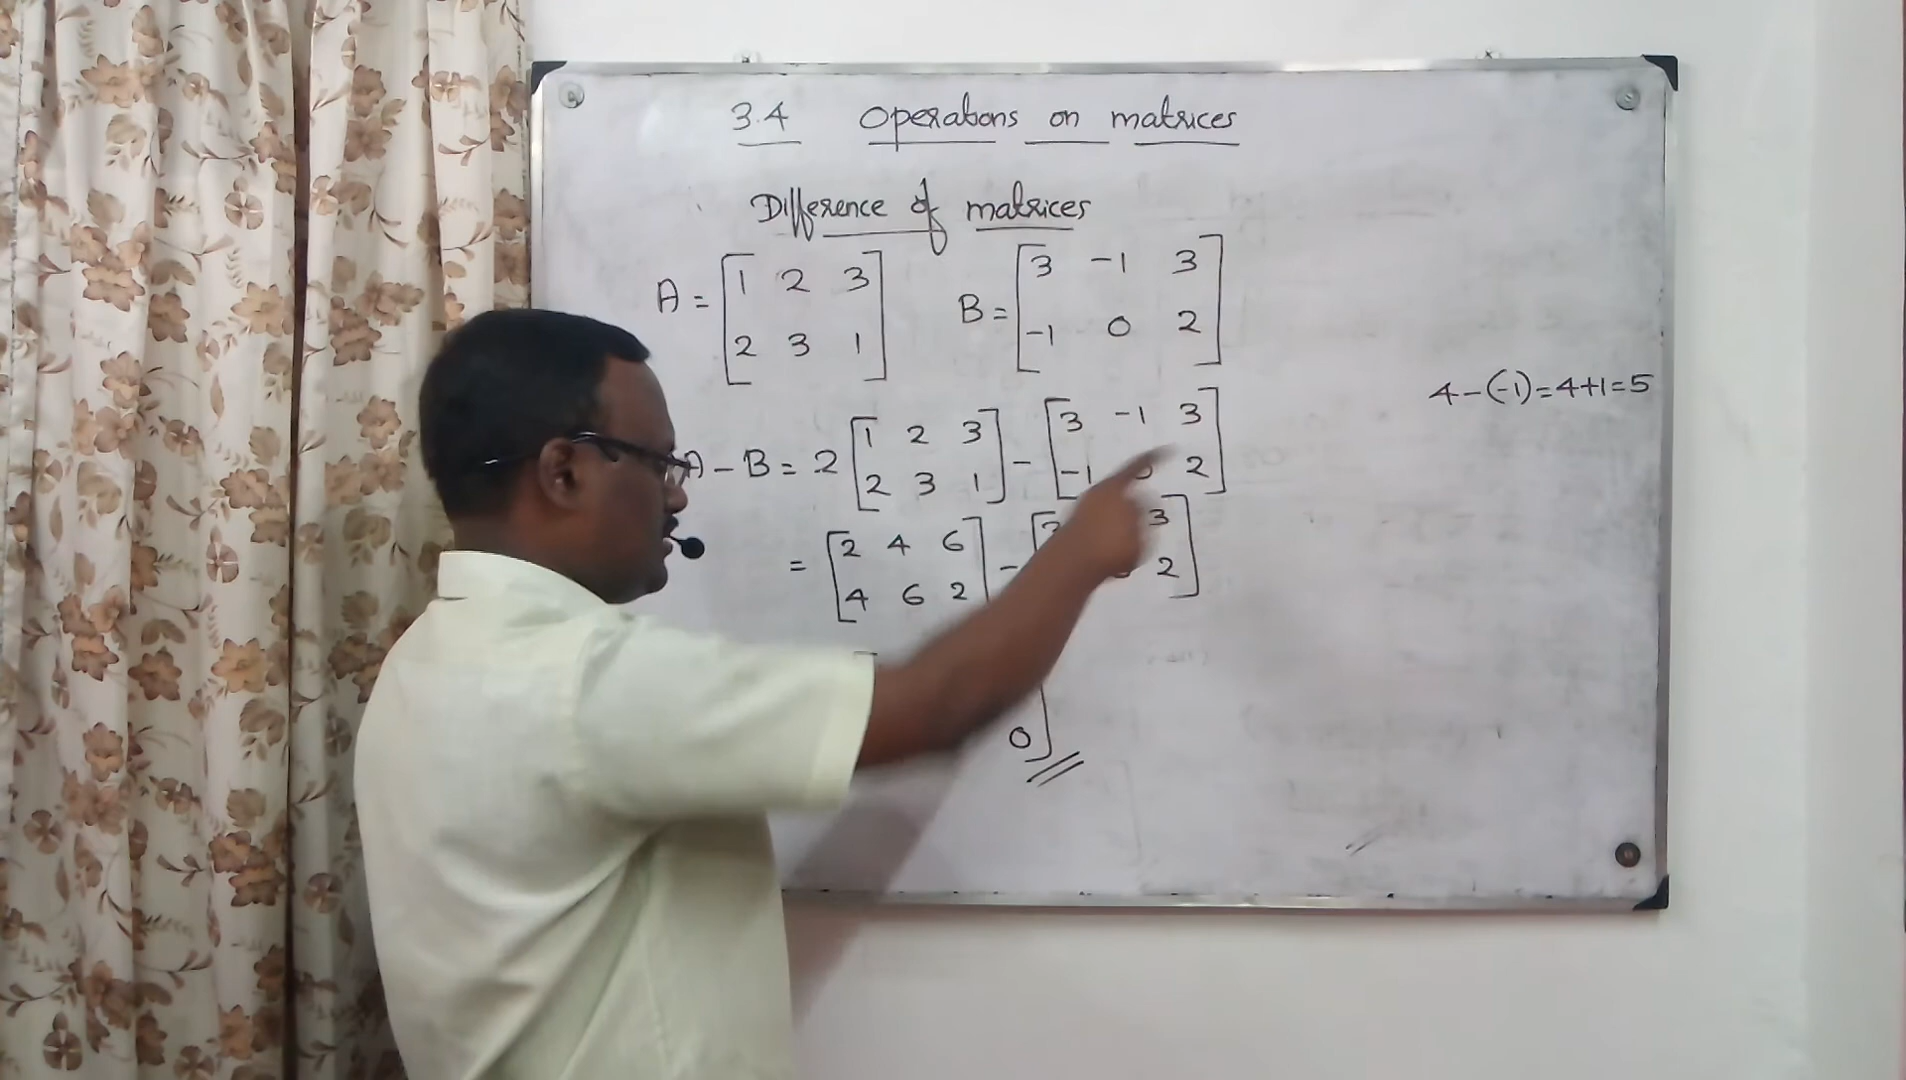 3.4 Operations on matrices
Difference of matrices
A = [1 2 3 B = [3 -1 3
2 3 1] -1 0 2]
4-(-1)=4+1=5
A - B = 2 [1 2 3 - [3 -1 3
2 3 1] -1 2]
= [2 4 6 - [ 3
4 6 2 2]
0]